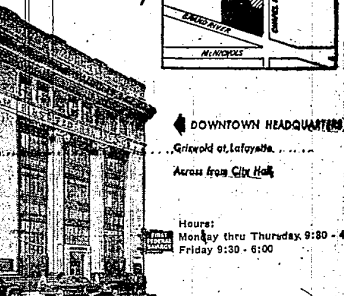 GRAND RIVER
McNICHOLS
DOWNTOWN HEADQUARTERS
Griswold at Lafayette
Across from City Hall
FIRST FEDERAL SAVINGS
Hours:
Monday thru Thursday, 9:30 - 4
Friday 9:30 - 6:00